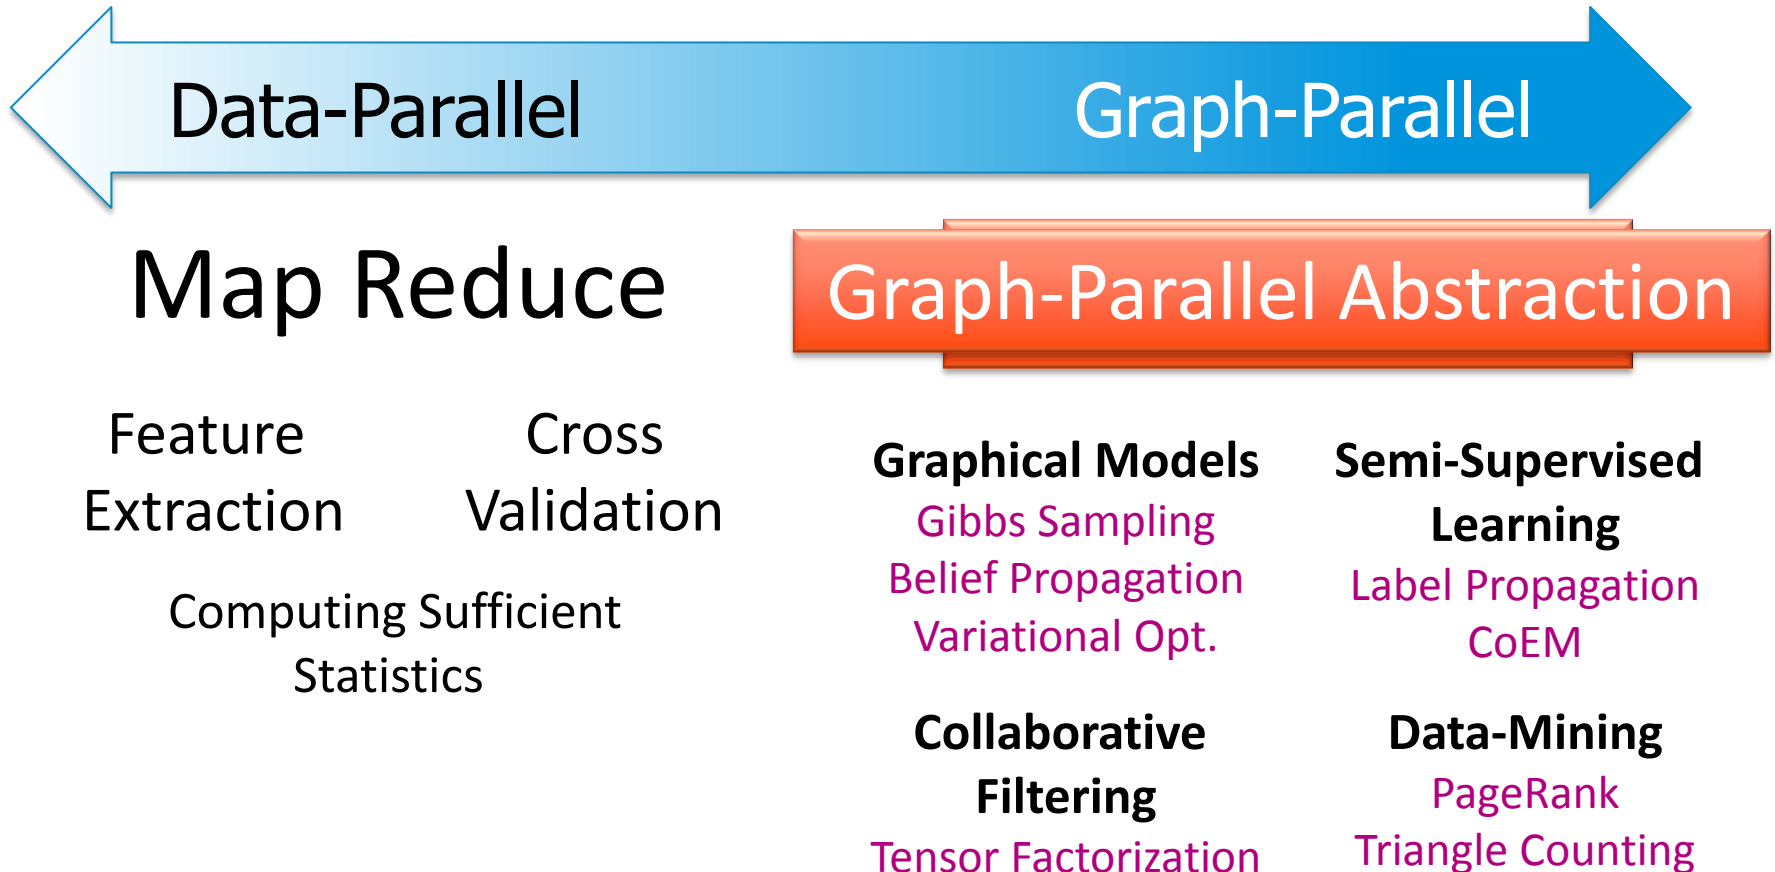 Data-Parallel
Graph-Parallel
Map Reduce
Graph-Parallel Abstraction
Feature
Extraction
Cross
Validation
Computing Sufficient
Statistics
Graphical Models
Gibbs Sampling
Belief Propagation
Variational Opt.
Semi-Supervised
Learning
Label Propagation
CoEM
Collaborative
Filtering
Tensor Factorization
Data-Mining
PageRank
Triangle Counting